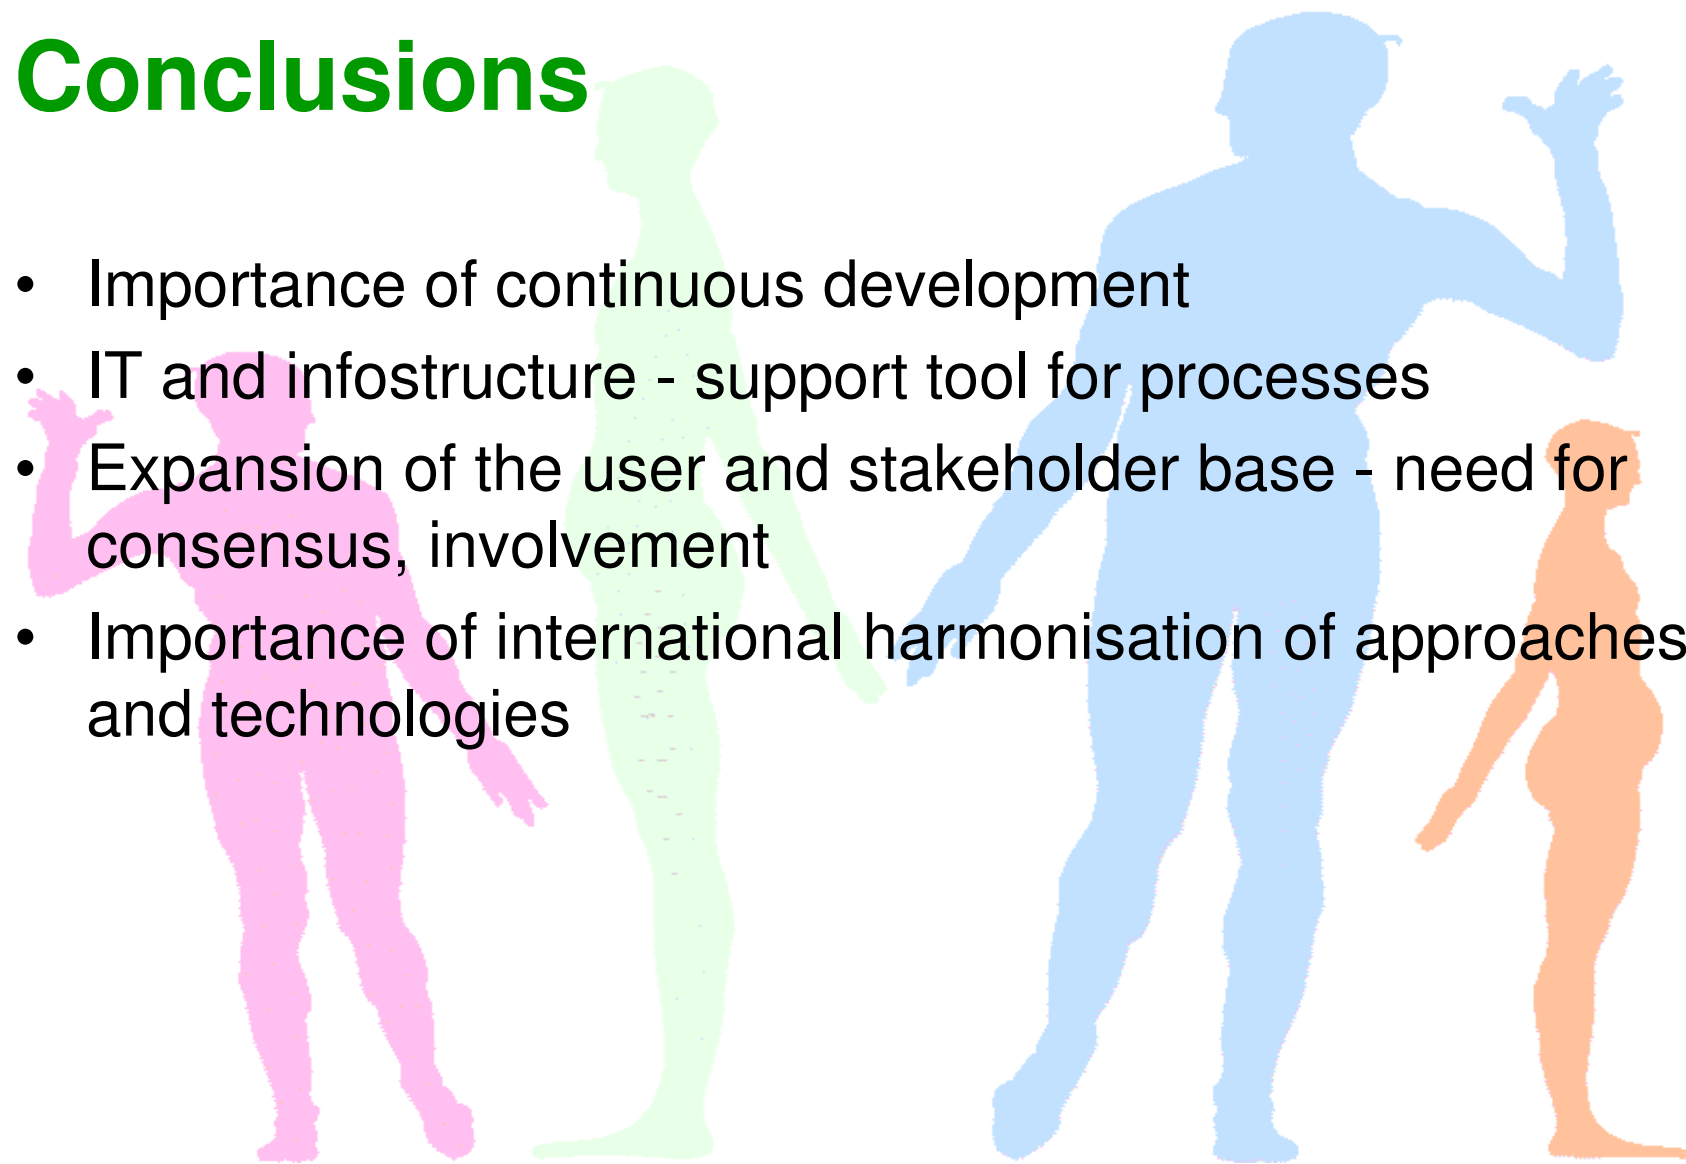 Conclusions
• Importance of continuous development
• IT and infostructure - support tool for processes
• Expansion of the user and stakeholder base - need for
consensus, involvement
• Importance of international harmonisation of approaches
and technologies